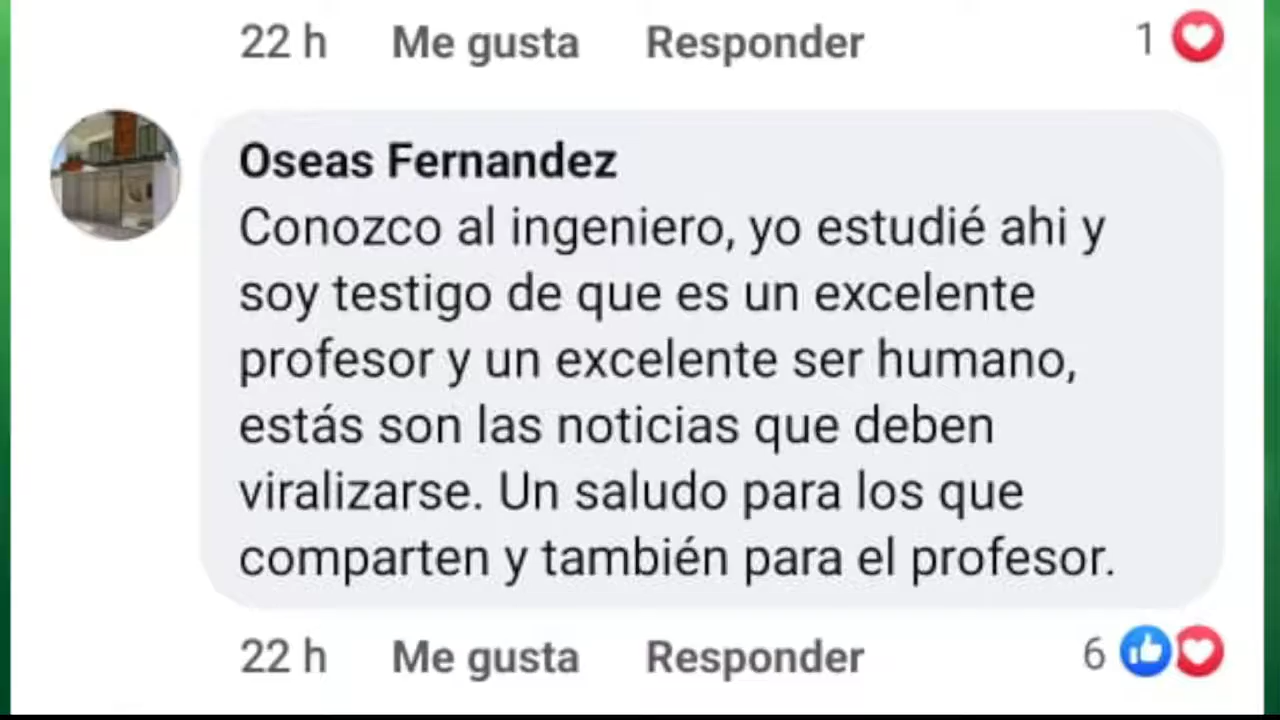 22 h Me gusta Responder 1
Oseas Fernandez
Conozco al ingeniero, yo estudié ahi y
soy testigo de que es un excelente
profesor y un excelente ser humano,
estás son las noticias que deben
viralizarse. Un saludo para los que
comparten y también para el profesor.
22 h Me gusta Responder 6